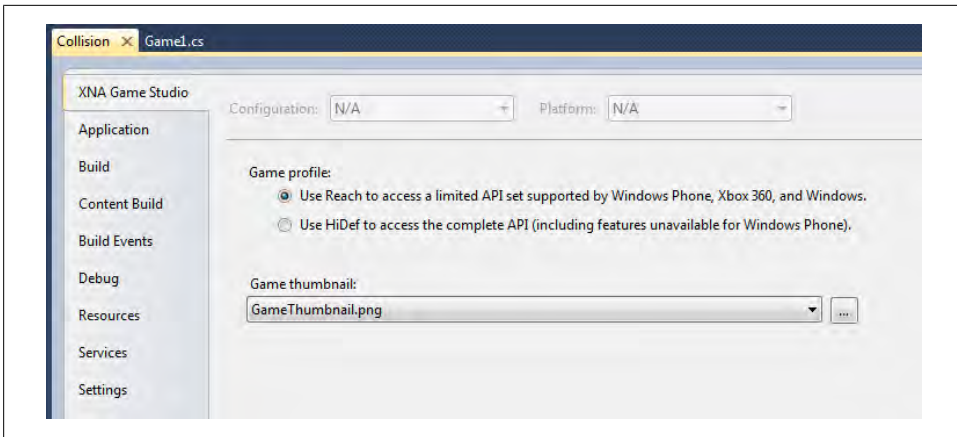 Collision Game1.cs
XNA Game Studio
Application
Build
Content Build
Build Events
Debug
Resources
Services
Settings
Configuration: N/A Platform: N/A
Game profile:
Use Reach to access a limited API set supported by Windows Phone, Xbox 360, and Windows.
Use HiDef to access the complete API (including features unavailable for Windows Phone).
Game thumbnail:
GameThumbnail.png ...